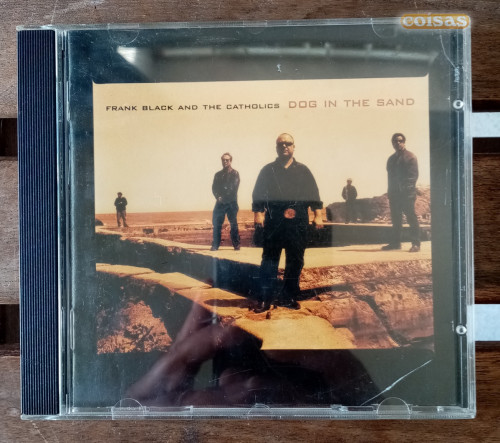 coisas
FRANK BLACK AND THE CATHOLICS DOG IN THE SAND